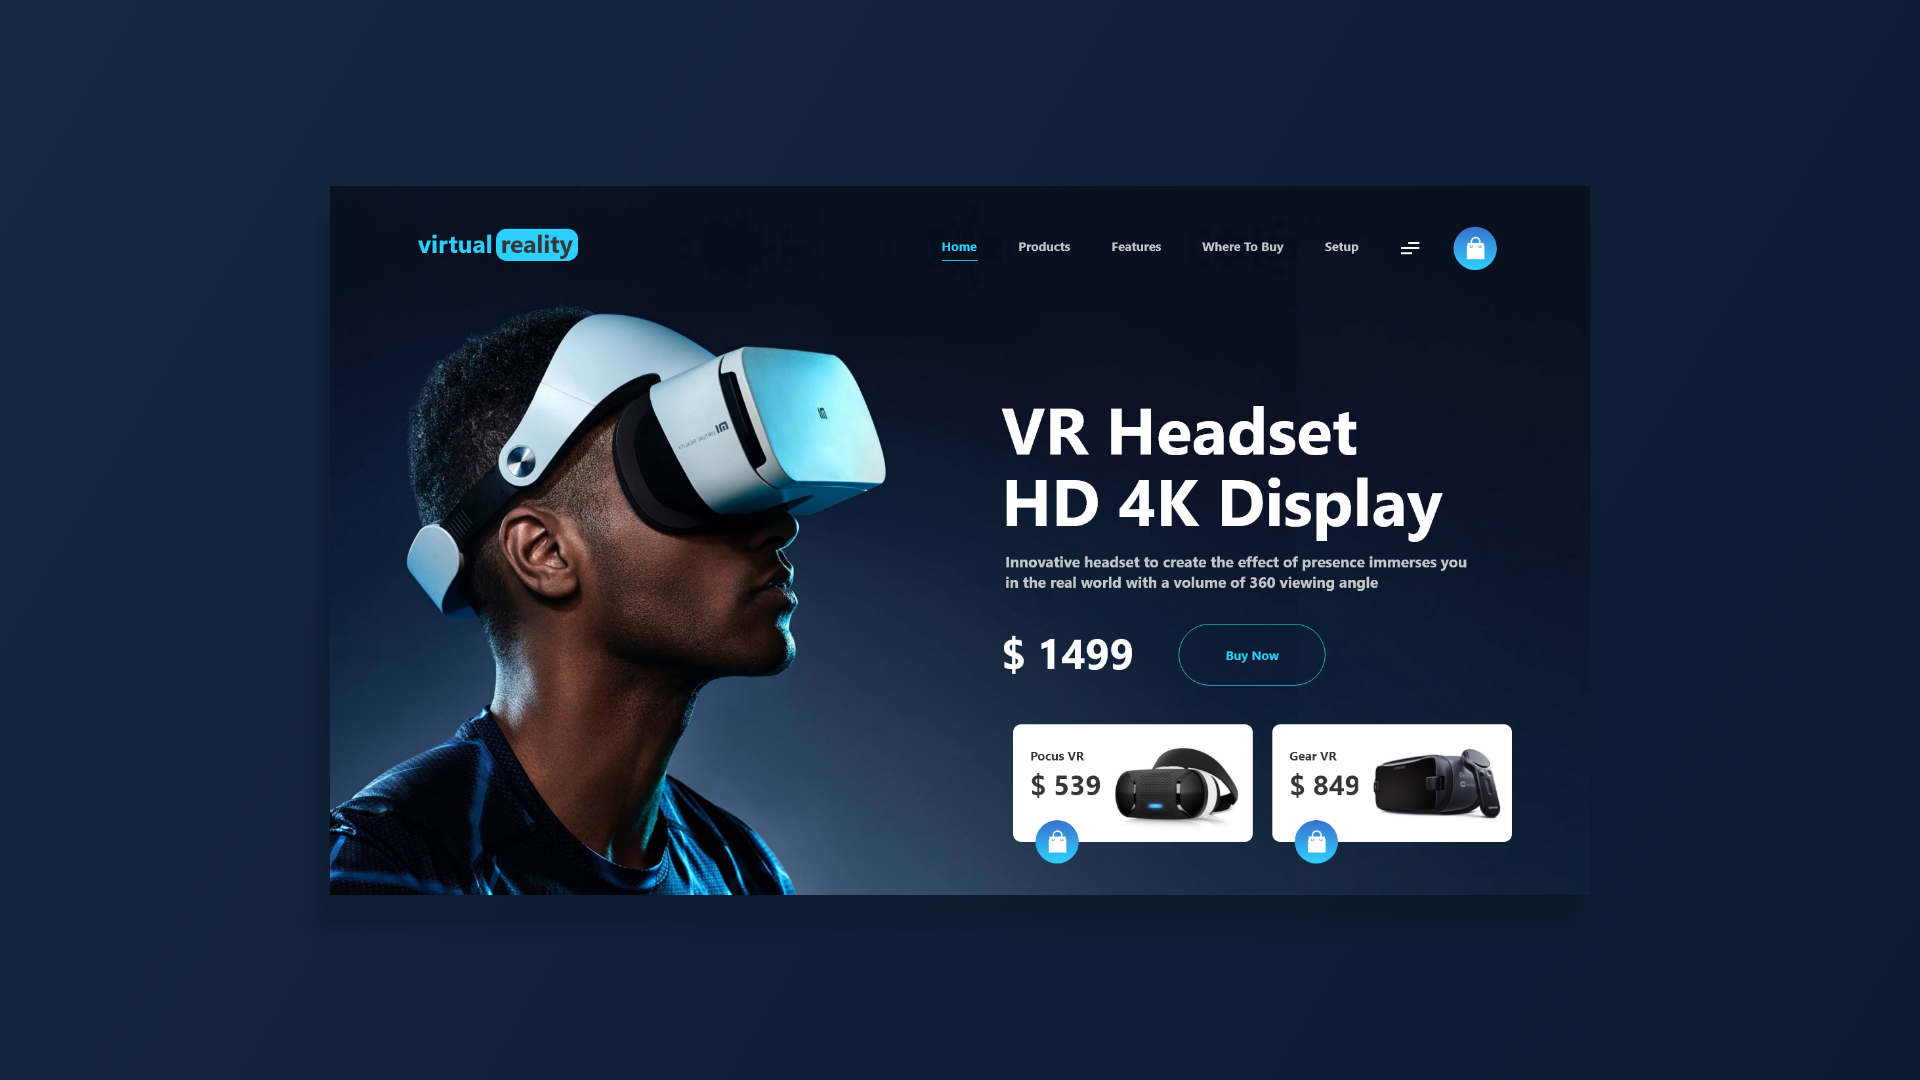 virtual reality
Home Products Features Where To Buy Setup
VR Headset
HD 4K Display
Innovative headset to create the effect of presence immerses you
in the real world with a volume of 360 viewing angle
$ 1499 Buy Now
Pocus VR
$ 539
Gear VR
$ 849